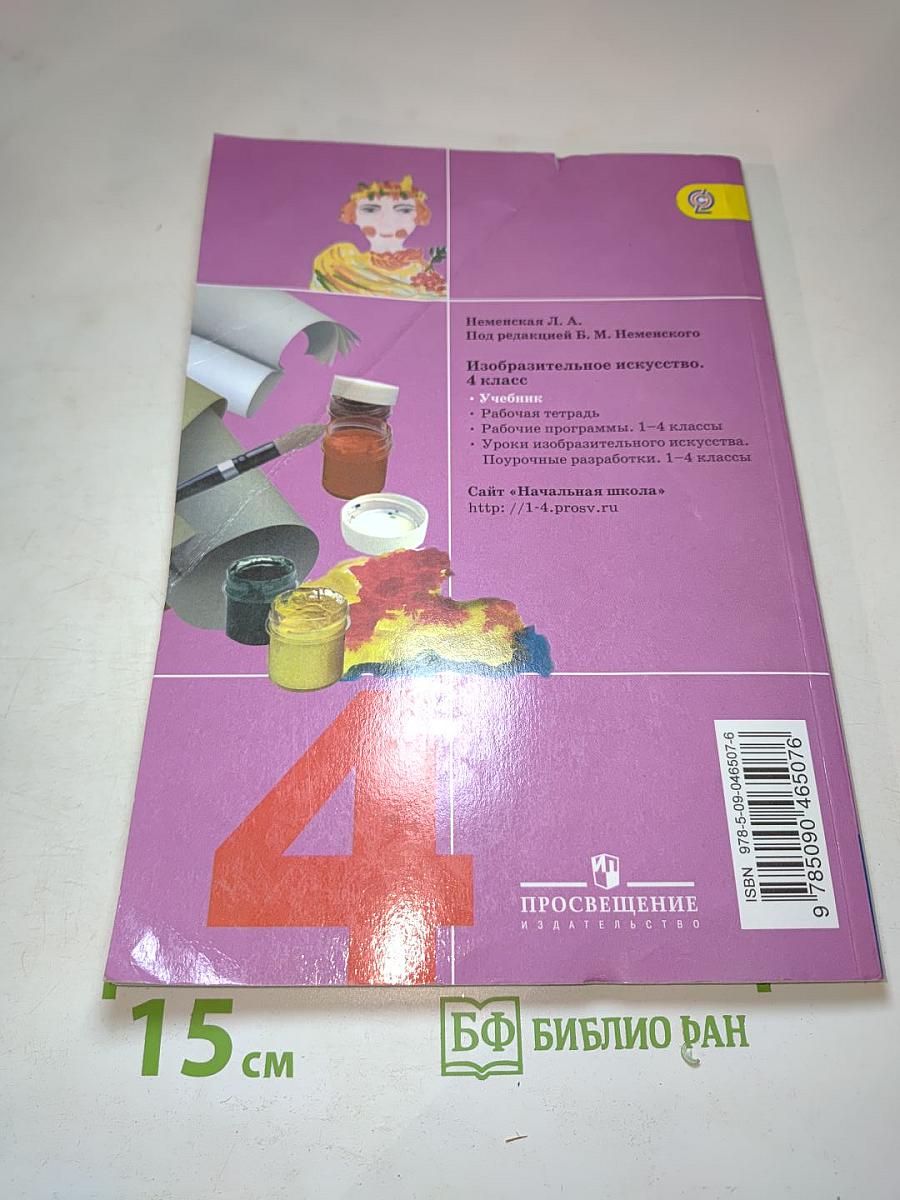 Неменская Л. А.
Под редакцией Б. М. Неменского
Изобразительное искусство.
4 класс
• Учебник
• Рабочая тетрадь
• Рабочие программы. 1–4 классы
• Уроки изобразительного искусства.
Поурочные разработки. 1–4 классы
Сайт «Начальная школа»
http: //1-4.prosv.ru
4
ИП
ПРОСВЕЩЕНИЕ
ИЗДАТЕЛЬСТВО
ISBN 978-5-09-046507-6
9 785090 465076
15 см
БФ БИБЛИО ФАН